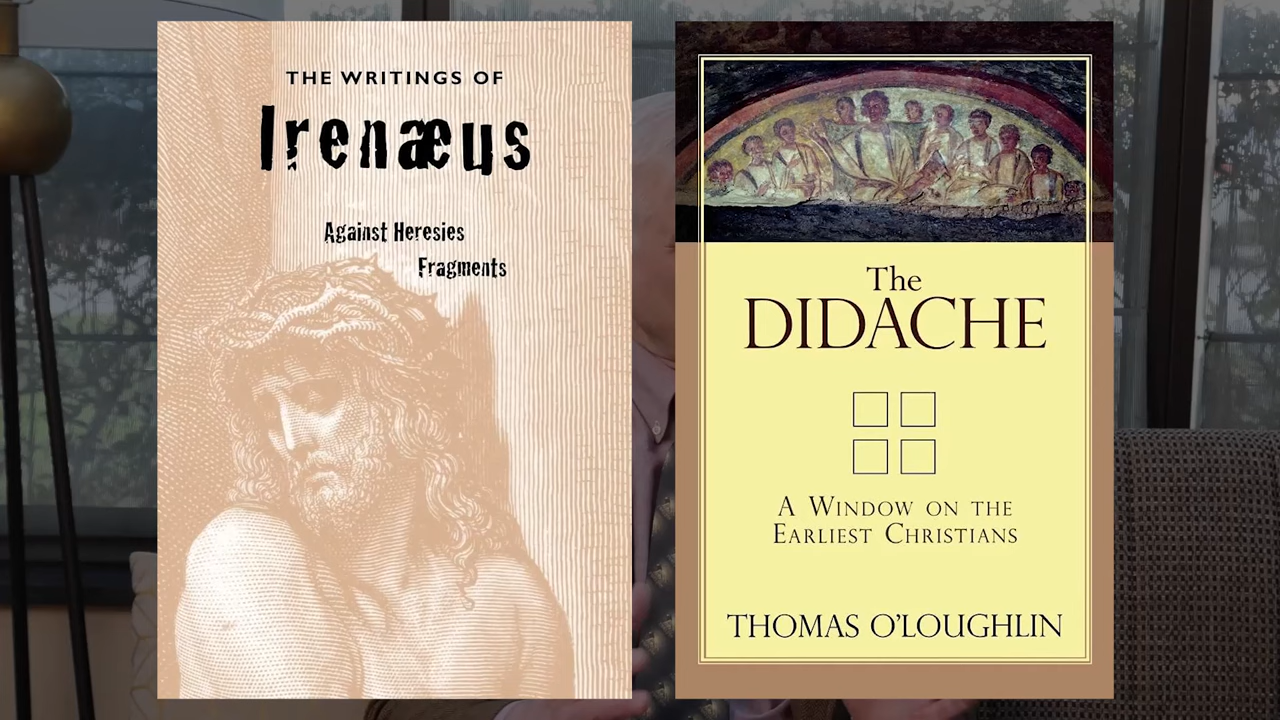 THE WRITINGS OF
Irenæus
Against Heresies
Fragments
The
DIDACHE
A WINDOW ON THE
EARLIEST CHRISTIANS
THOMAS O'LOUGHLIN